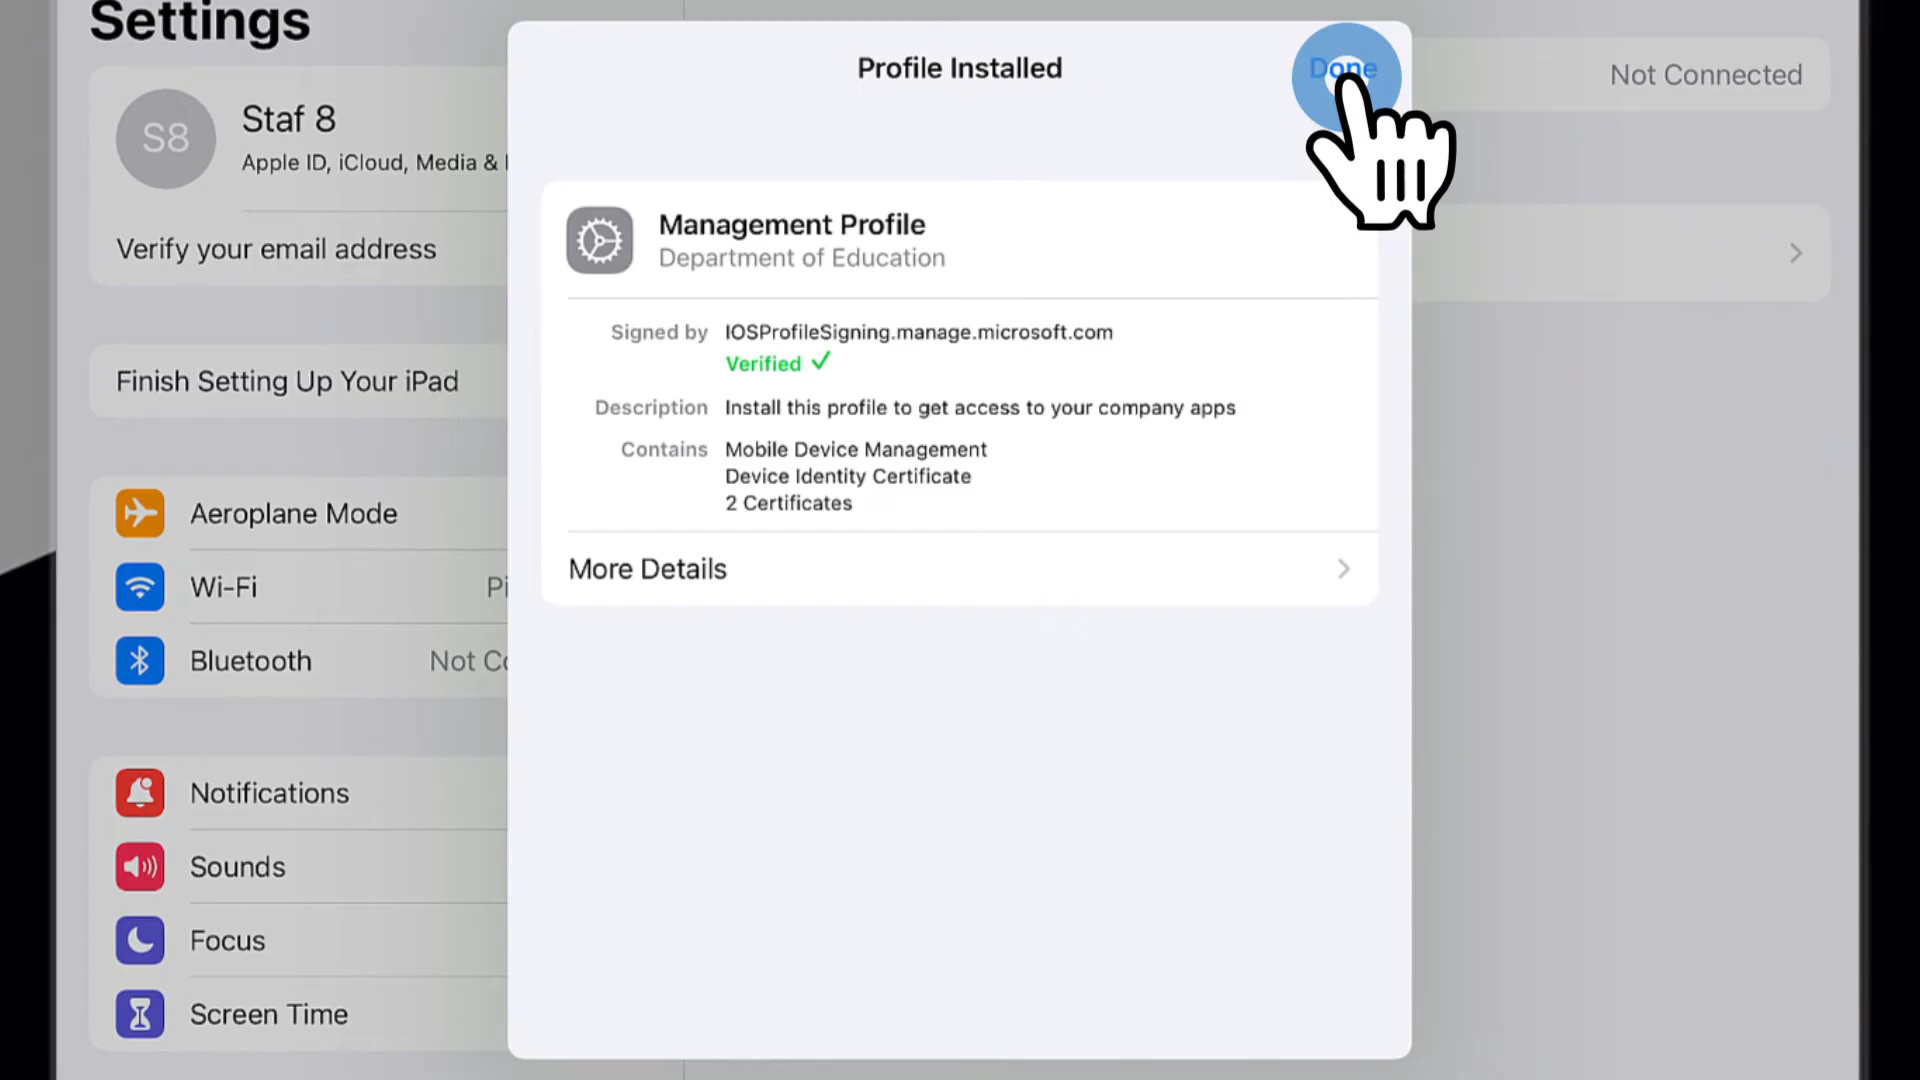 Settings
S8
Staf 8
Apple ID, iCloud, Media &
Verify your email address
Finish Setting Up Your iPad
Aeroplane Mode
Wi-Fi
Bluetooth
Not
Notifications
Sounds
Focus
Screen Time
Profile Installed
Done
Management Profile
Department of Education
Signed by IOSProfileSigning.manage.microsoft.com
Verified ✓
Description Install this profile to get access to your company apps
Contains Mobile Device Management
Device Identity Certificate
2 Certificates
More Details
Not Connected